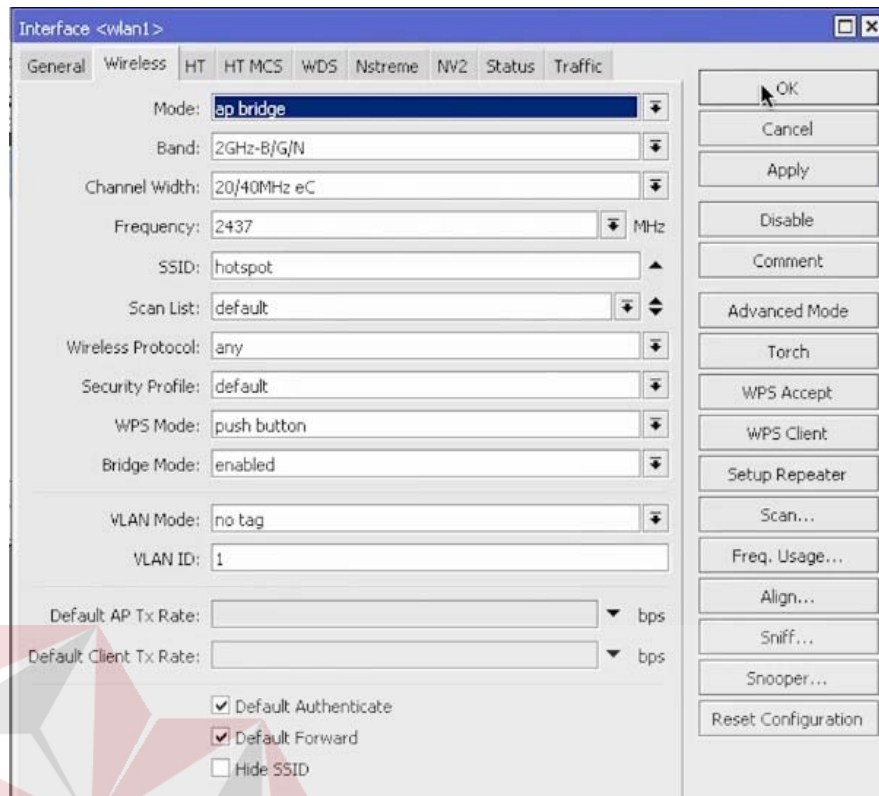 Interface <wlan1>
General Wireless HT HT MCS WDS Nstreme NV2 Status Traffic
Mode: ap bridge
Band: 2GHz-B/G/N
Channel Width: 20/40MHz eC
Frequency: 2437 MHz
SSID: hotspot
Scan List: default
Wireless Protocol: any
Security Profile: default
WPS Mode: push button
Bridge Mode: enabled
VLAN Mode: no tag
VLAN ID: 1
Default AP Tx Rate: bps
Default Client Tx Rate: bps
Default Authenticate
Default Forward
Hide SSID
OK
Cancel
Apply
Disable
Comment
Advanced Mode
Torch
WPS Accept
WPS Client
Setup Repeater
Scan...
Freq. Usage...
Align...
Sniff...
Snooper...
Reset Configuration